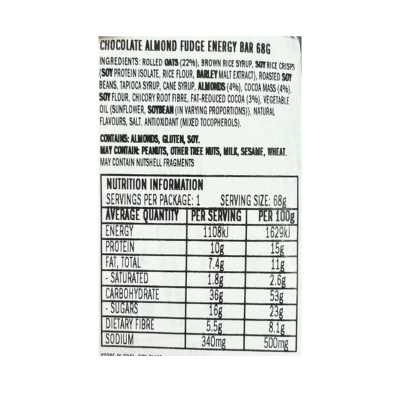 CHOCOLATE ALMOND FUDGE ENERGY BAR 68G
INGREDIENTS: ROLLED OATS (22%), BROWN RICE SYRUP, SOY RICE CRISPS
(SOY PROTEIN ISOLATE, RICE FLOUR, BARLEY MALT EXTRACT), ROASTED SOY
BEANS, TAPIOCA SYRUP, CANE SYRUP, ALMONDS (4%), COCOA MASS (4%),
SOY FLOUR, CHICORY ROOT FIBRE, FAT-REDUCED COCOA (3%), VEGETABLE
OIL (SUNFLOWER, SOYBEAN (IN VARYING PROPORTIONS)), NATURAL
FLAVOURS, SALT, ANTIOXIDANT (MIXED TOCOPHEROLS).
CONTAINS: ALMONDS, GLUTEN, SOY.
MAY CONTAIN: PEANUTS, OTHER TREE NUTS, MILK, SESAME, WHEAT.
MAY CONTAIN NUTSHELL FRAGMENTS
NUTRITION INFORMATION
SERVINGS PER PACKAGE: 1 SERVING SIZE: 68g
AVERAGE QUANTITY PER SERVING PER 100g
ENERGY 1108kJ 1629kJ
PROTEIN 10g 15g
FAT, TOTAL 7.4g 11g
- SATURATED 1.8g 2.6g
CARBOHYDRATE 36g 53g
- SUGARS 16g 23g
DIETARY FIBRE 5.5g 8.1g
SODIUM 340mg 500mg